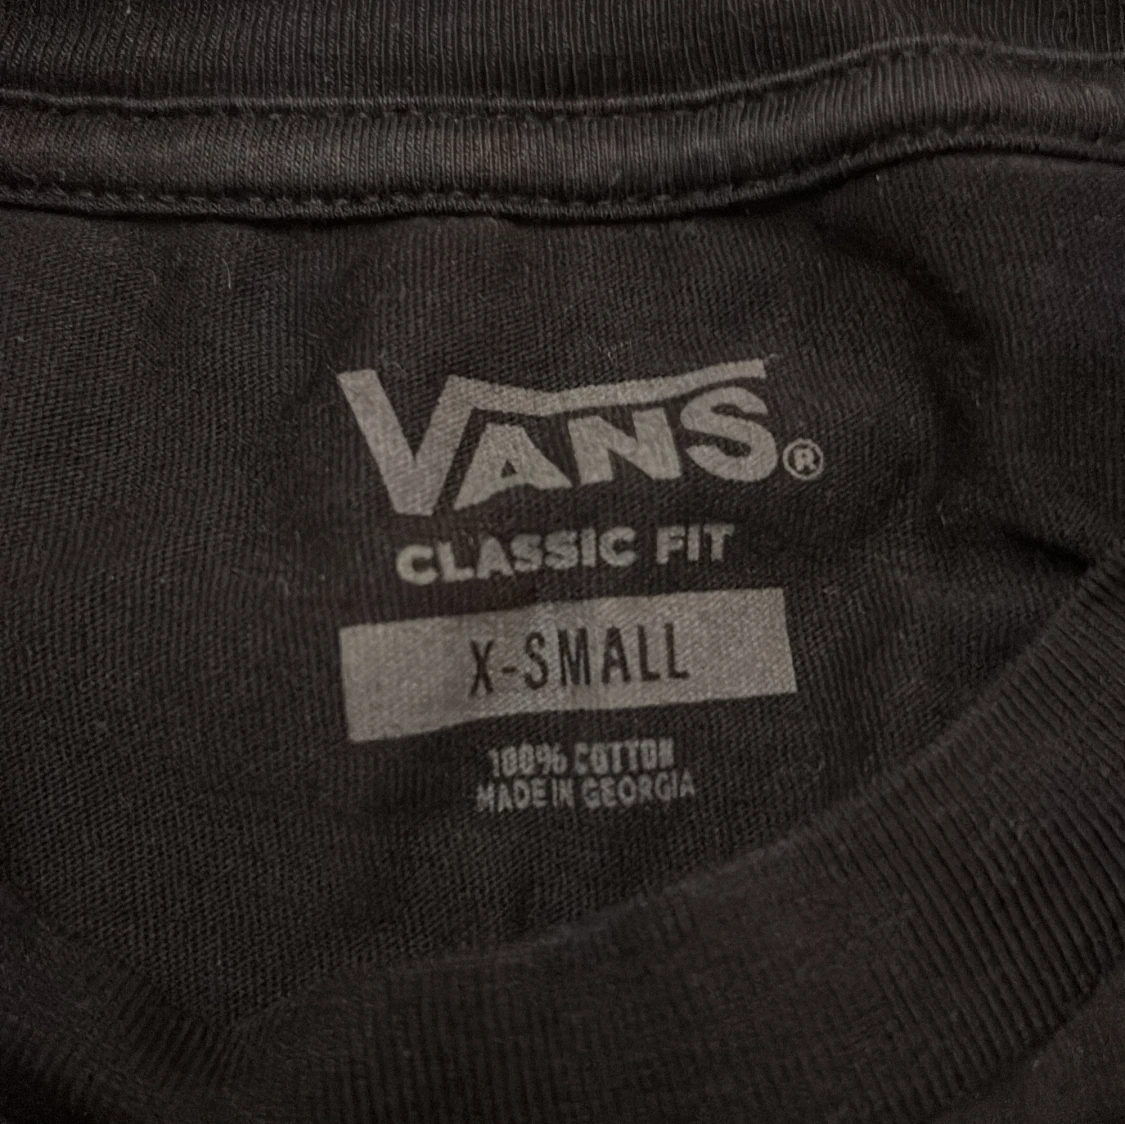 VANS®
CLASSIC FIT
X-SMALL
100% COTTON
MADE IN GEORGIA